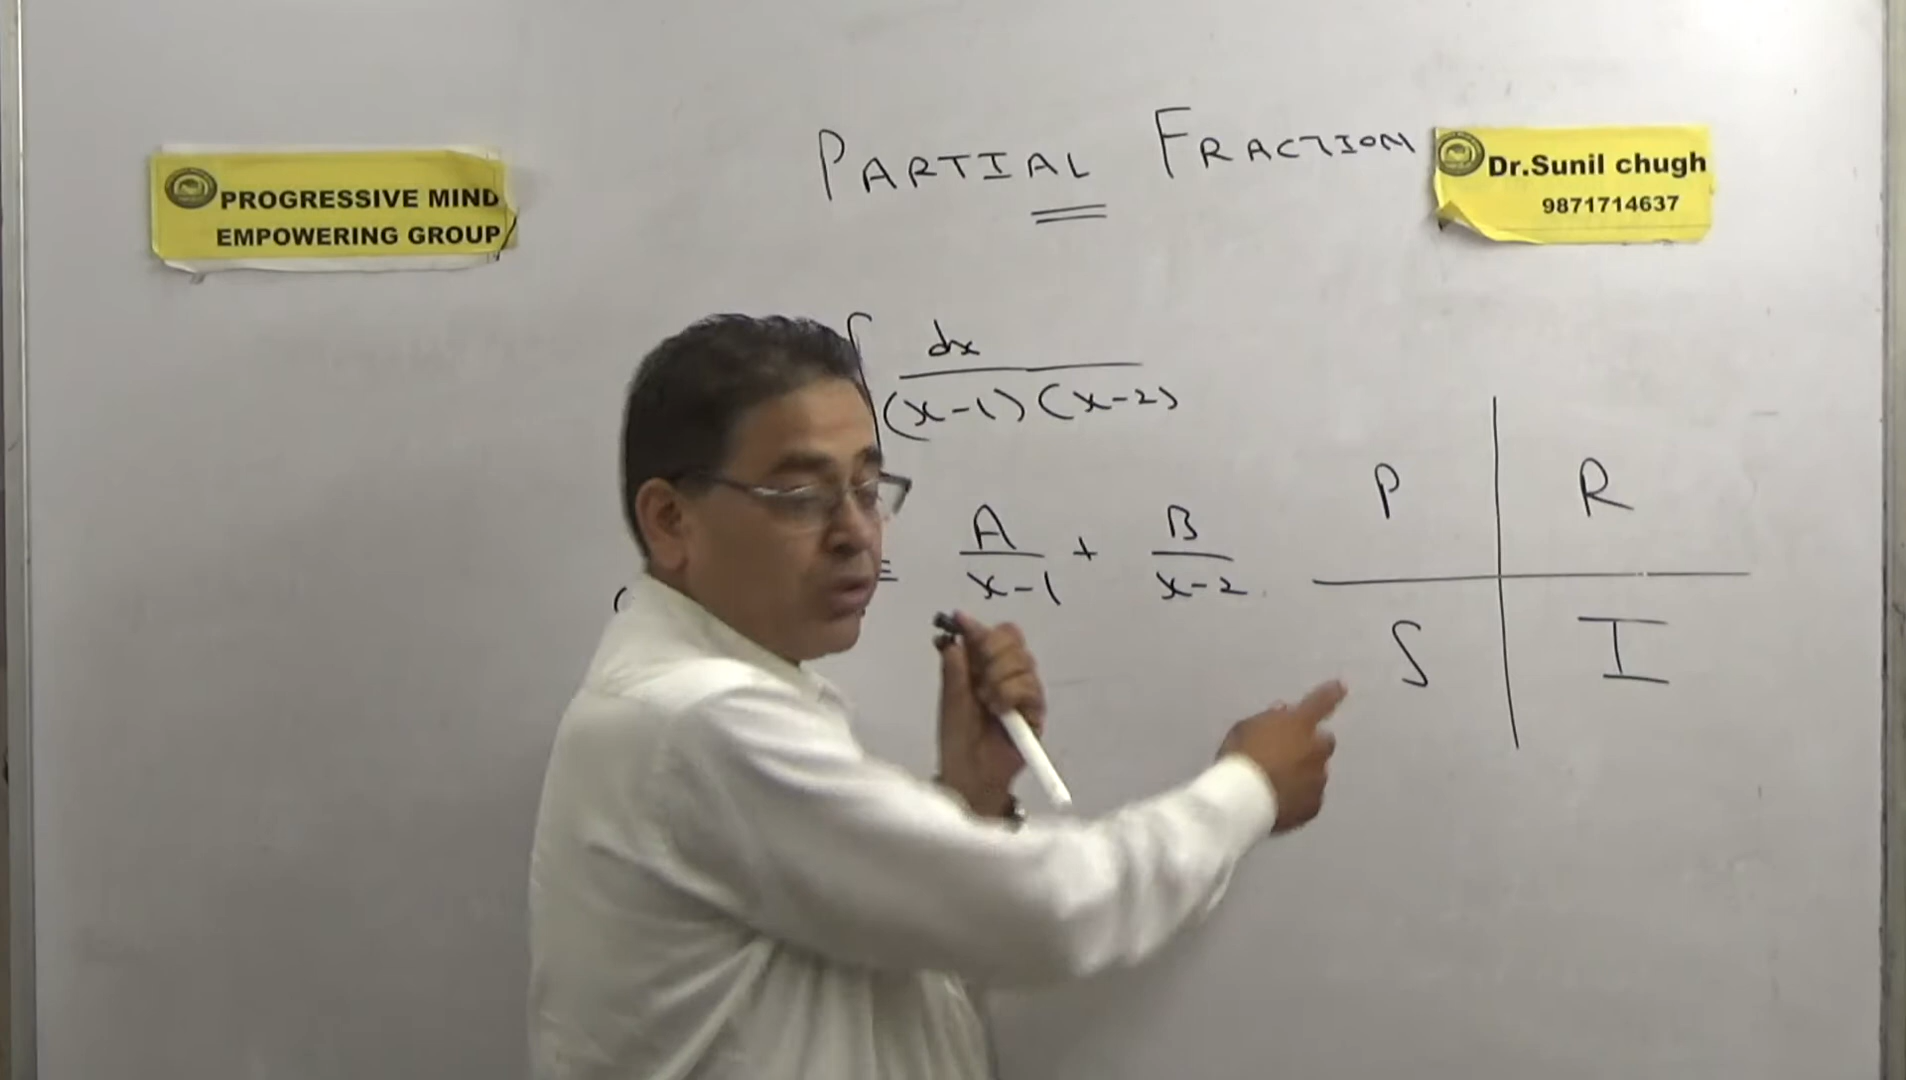 PARTIAL FRACTION
PROGRESSIVE MIND
EMPOWERING GROUP
Dr.Sunil chugh
9871714637
∫ dx
(x-1) (x-2)
( ≡ A/x-1 + B/x-2
P R
S I